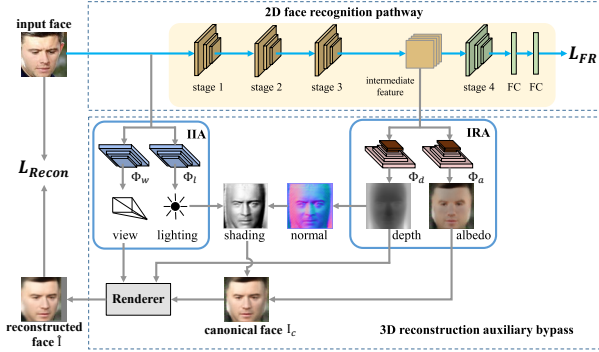 2D face recognition pathway
input face
stage 1
stage 2
stage 3
intermediate
feature
stage 4
FC
FC
L_FR
IIA
IRA
L_Recon
Φ_w
Φ_l
Φ_d
Φ_a
view
lighting
shading
normal
depth
albedo
Renderer
reconstructed
face Î
canonical face I_c
3D reconstruction auxiliary bypass